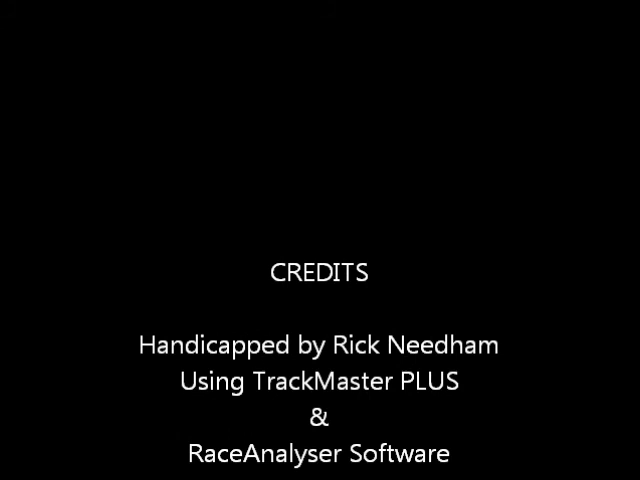 CREDITS
Handicapped by Rick Needham
Using TrackMaster PLUS
&
RaceAnalyser Software